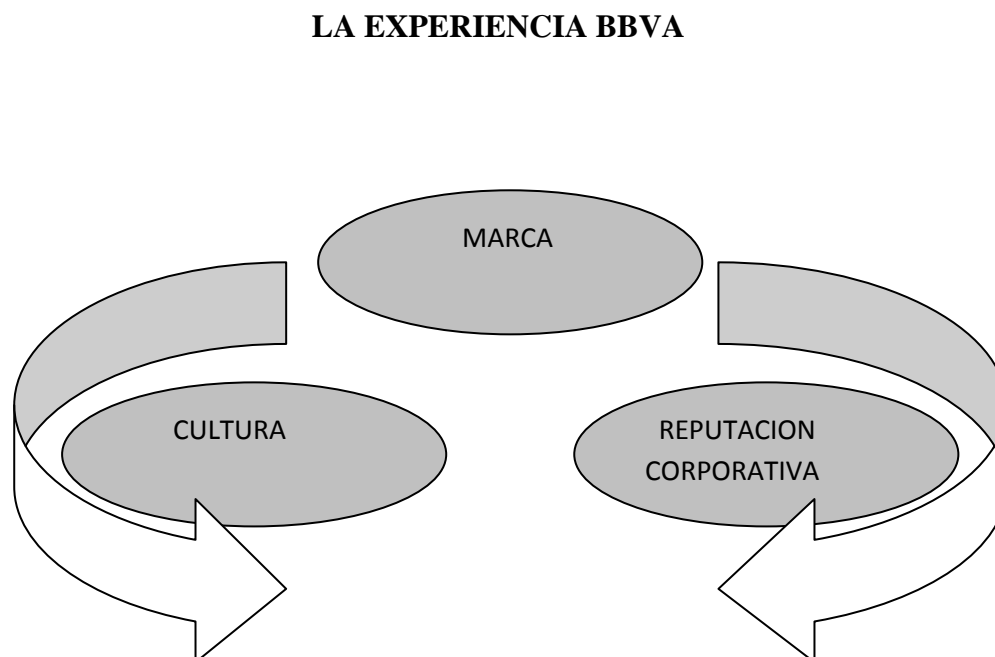 LA EXPERIENCIA BBVA
MARCA
CULTURA
REPUTACION
CORPORATIVA